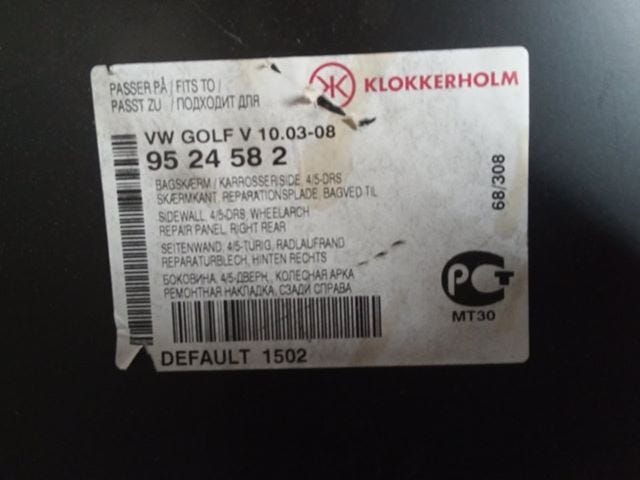 PASSER PÅ / FITS TO /
PASST ZU / ПОДХОДИТ ДЛЯ
KLOKKERHOLM
VW GOLF V 10.03-08
95 24 58 2
BAGSKÆRM / KARROSSERISIDE, 4/5-DRS
SKÆRMKANT, REPARATIONSPLADE, BAGVED TIL
SIDEWALL, 4/5-DRS, WHEELARCH
REPAIR PANEL, RIGHT REAR
SEITENWAND, 4/5-TÜRIG, RADLAUFRAND
REPARATURBLECH, HINTEN RECHTS
БОКОВИНА, 4/5-ДВЕРН., КОЛЕСНАЯ АРКА
РЕМОНТНАЯ НАКЛАДКА, СЗАДИ СПРАВА
DEFAULT 1502
68/308
РСТ
МТ30